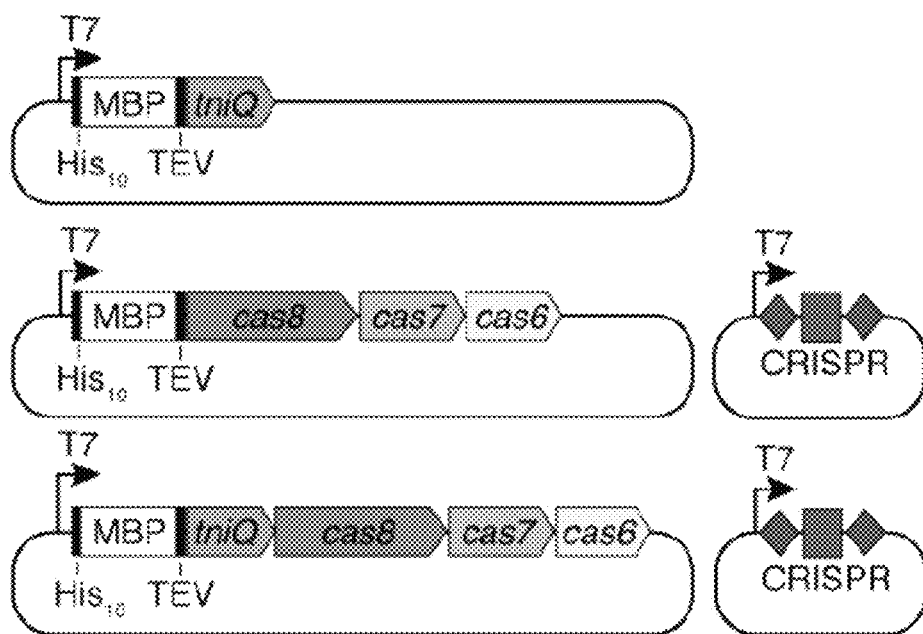 T7
MBP tniQ
His10 TEV
T7
MBP cas8 cas7 cas6
His10 TEV
T7
CRISPR
T7
MBP tniQ cas8 cas7 cas6
His10 TEV
T7
CRISPR